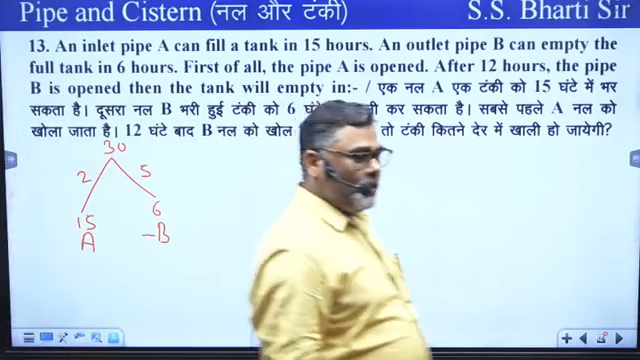 Pipe and Cistern (नल और टंकी) S.S. Bharti Sir
13. An inlet pipe A can fill a tank in 15 hours. An outlet pipe B can empty the
full tank in 6 hours. First of all, the pipe A is opened. After 12 hours, the pipe
B is opened then the tank will empty in:- / एक नल A एक टंकी को 15 घंटे में भर
सकता है। दूसरा नल B भरी हुई टंकी को 6 घंटे कर सकता है। सबसे पहले A नल को
खोला जाता है। 12 घंटे बाद B नल को खोल तो टंकी कितने देर में खाली हो जायेगी?
30
2 5
15 6
A -B